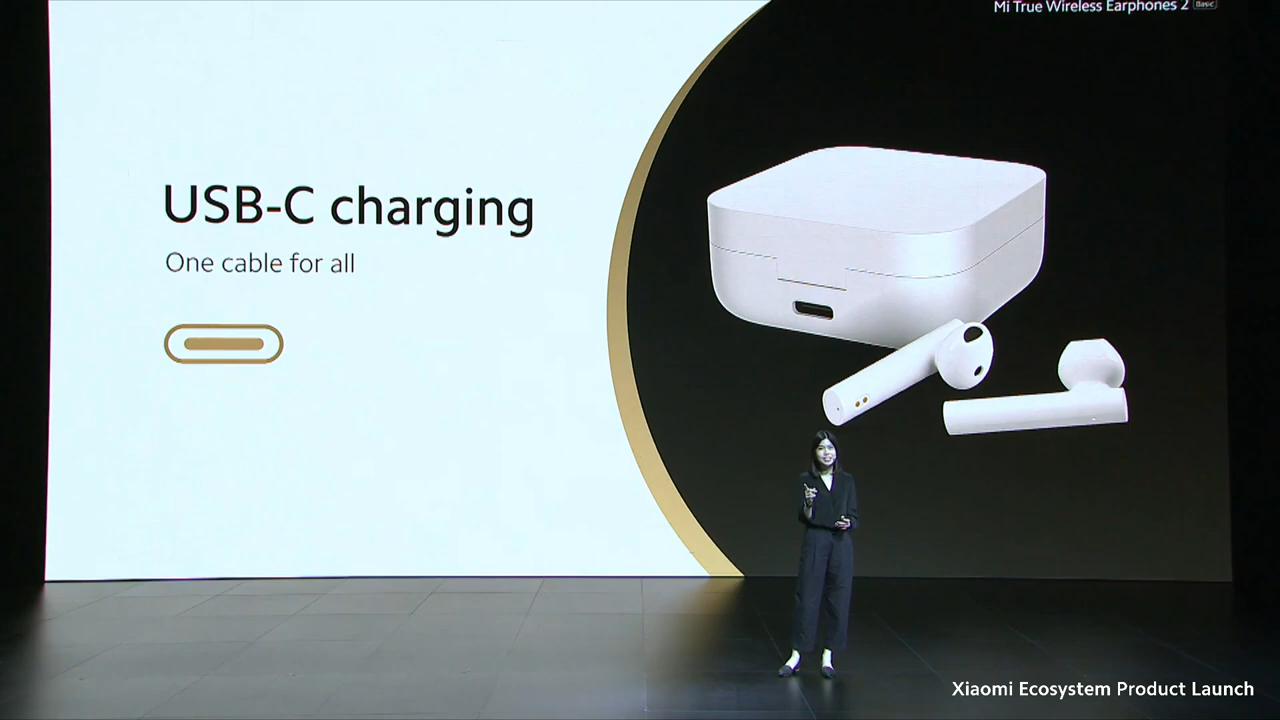 Mi True Wireless Earphones 2 Basic
USB-C charging
One cable for all
Xiaomi Ecosystem Product Launch